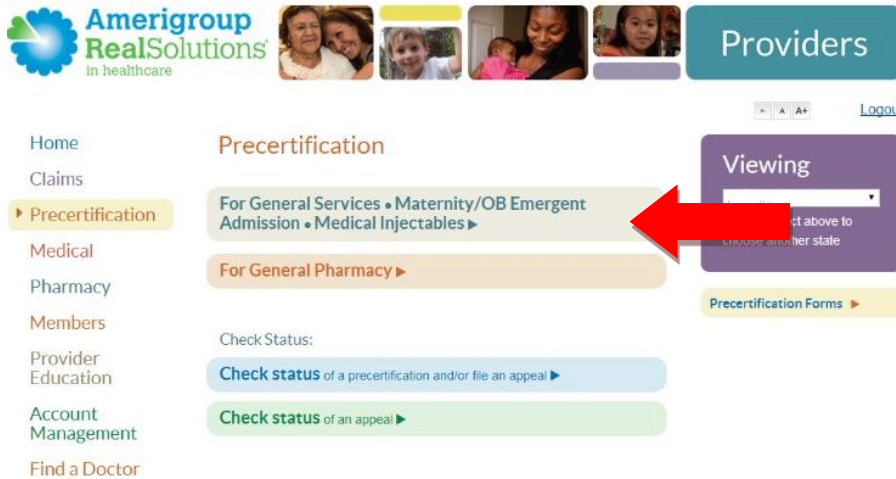 Amerigroup
RealSolutions
in healthcare
Providers
A A A+
Logou
Home
Claims
Precertification
Medical
Pharmacy
Members
Provider
Education
Account
Management
Find a Doctor
Precertification
For General Services • Maternity/OB Emergent
Admission • Medical Injectables ▶
For General Pharmacy ▶
Check Status:
Check status of a precertification and/or file an appeal ▶
Check status of an appeal ▶
Viewing
above to
choose another state
Precertification Forms ▶